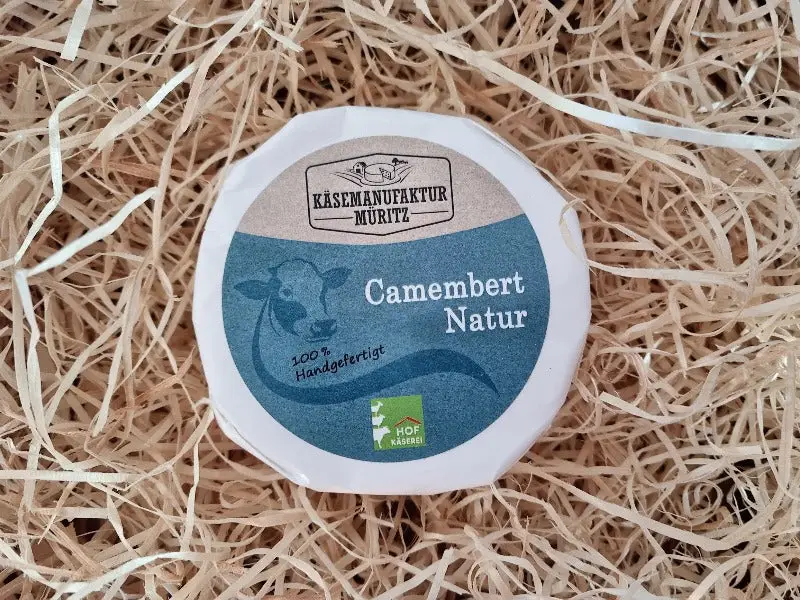 KÄSEMANUFAKTUR
MÜRITZ
Camembert
Natur
100%
Handgefertigt
HOF
KÄSEREI